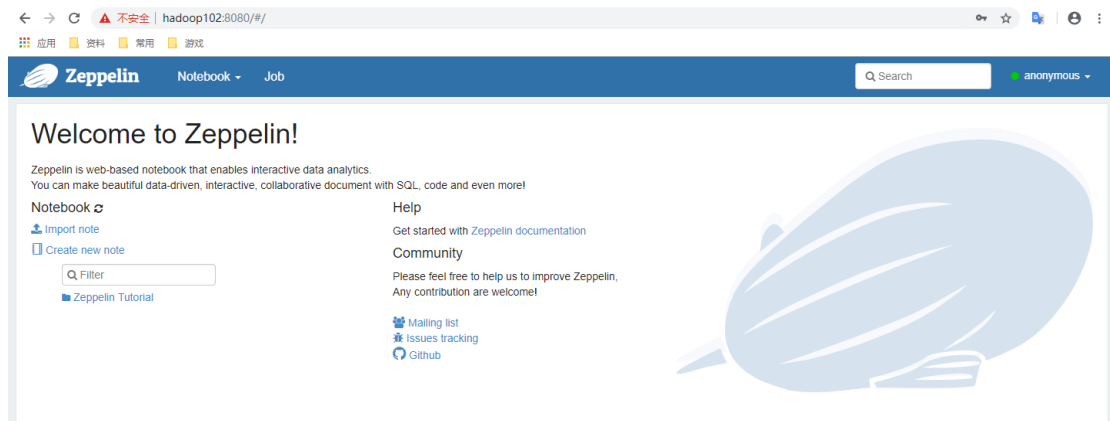 不安全 | hadoop102:8080/#/
应用 资料 常用 游戏
Zeppelin Notebook Job Search anonymous
Welcome to Zeppelin!
Zeppelin is web-based notebook that enables interactive data analytics.
You can make beautiful data-driven, interactive, collaborative document with SQL, code and even more!
Notebook
Import note
Create new note
Filter
Zeppelin Tutorial
Help
Get started with Zeppelin documentation
Community
Please feel free to help us to improve Zeppelin,
Any contribution are welcome!
Mailing list
Issues tracking
Github